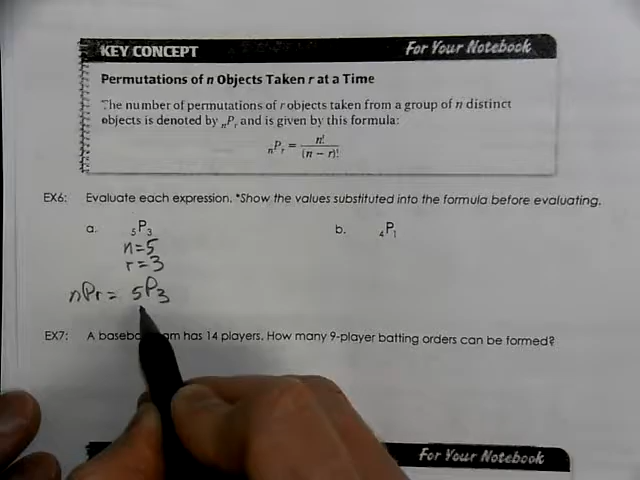 KEY CONCEPT For Your Notebook
Permutations of n Objects Taken r at a Time
The number of permutations of r objects taken from a group of n distinct
objects is denoted by nPr and is given by this formula:
nPr = n! / (n − r)!
EX6: Evaluate each expression. *Show the values substituted into the formula before evaluating.
a. 5P3 b. 4P1
n=5
r=3
nPr = 5P3
EX7: A has 14 players. How many 9-player batting orders can be formed?
For Your Notebook